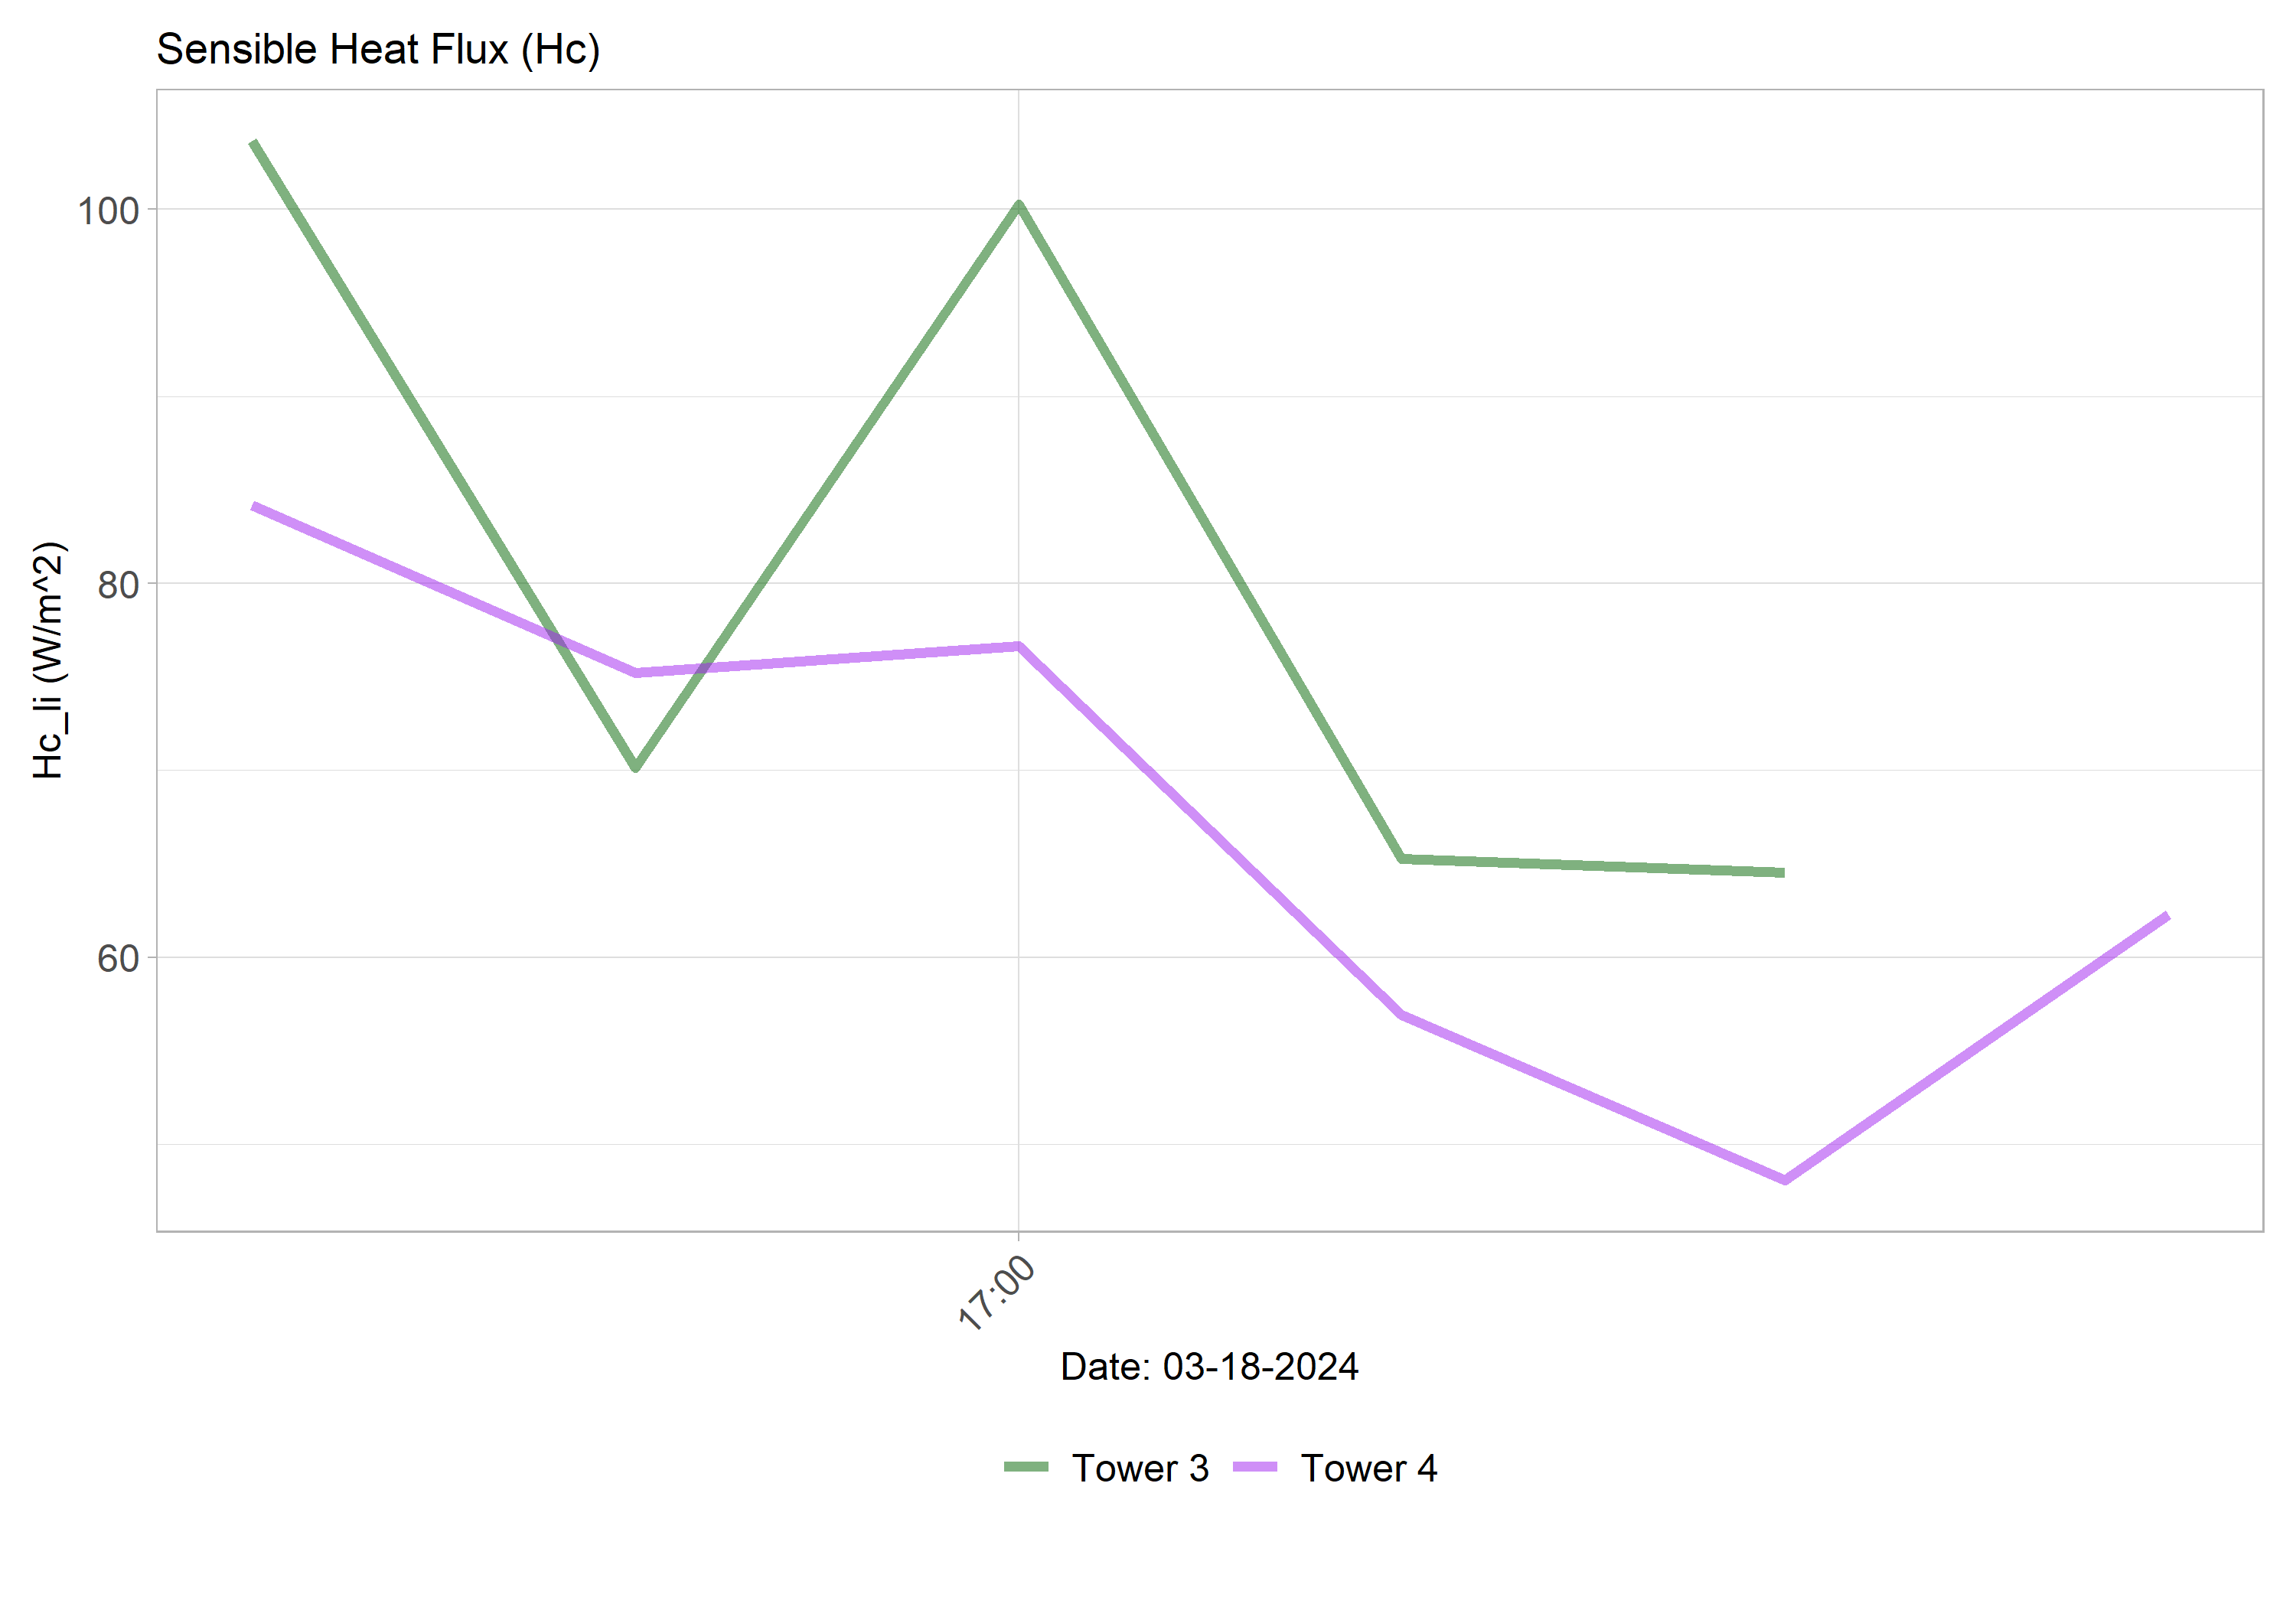 Sensible Heat Flux (Hc)
Hc_li (W/m^2)
100
80
60
17:00
Date: 03-18-2024
Tower 3 Tower 4